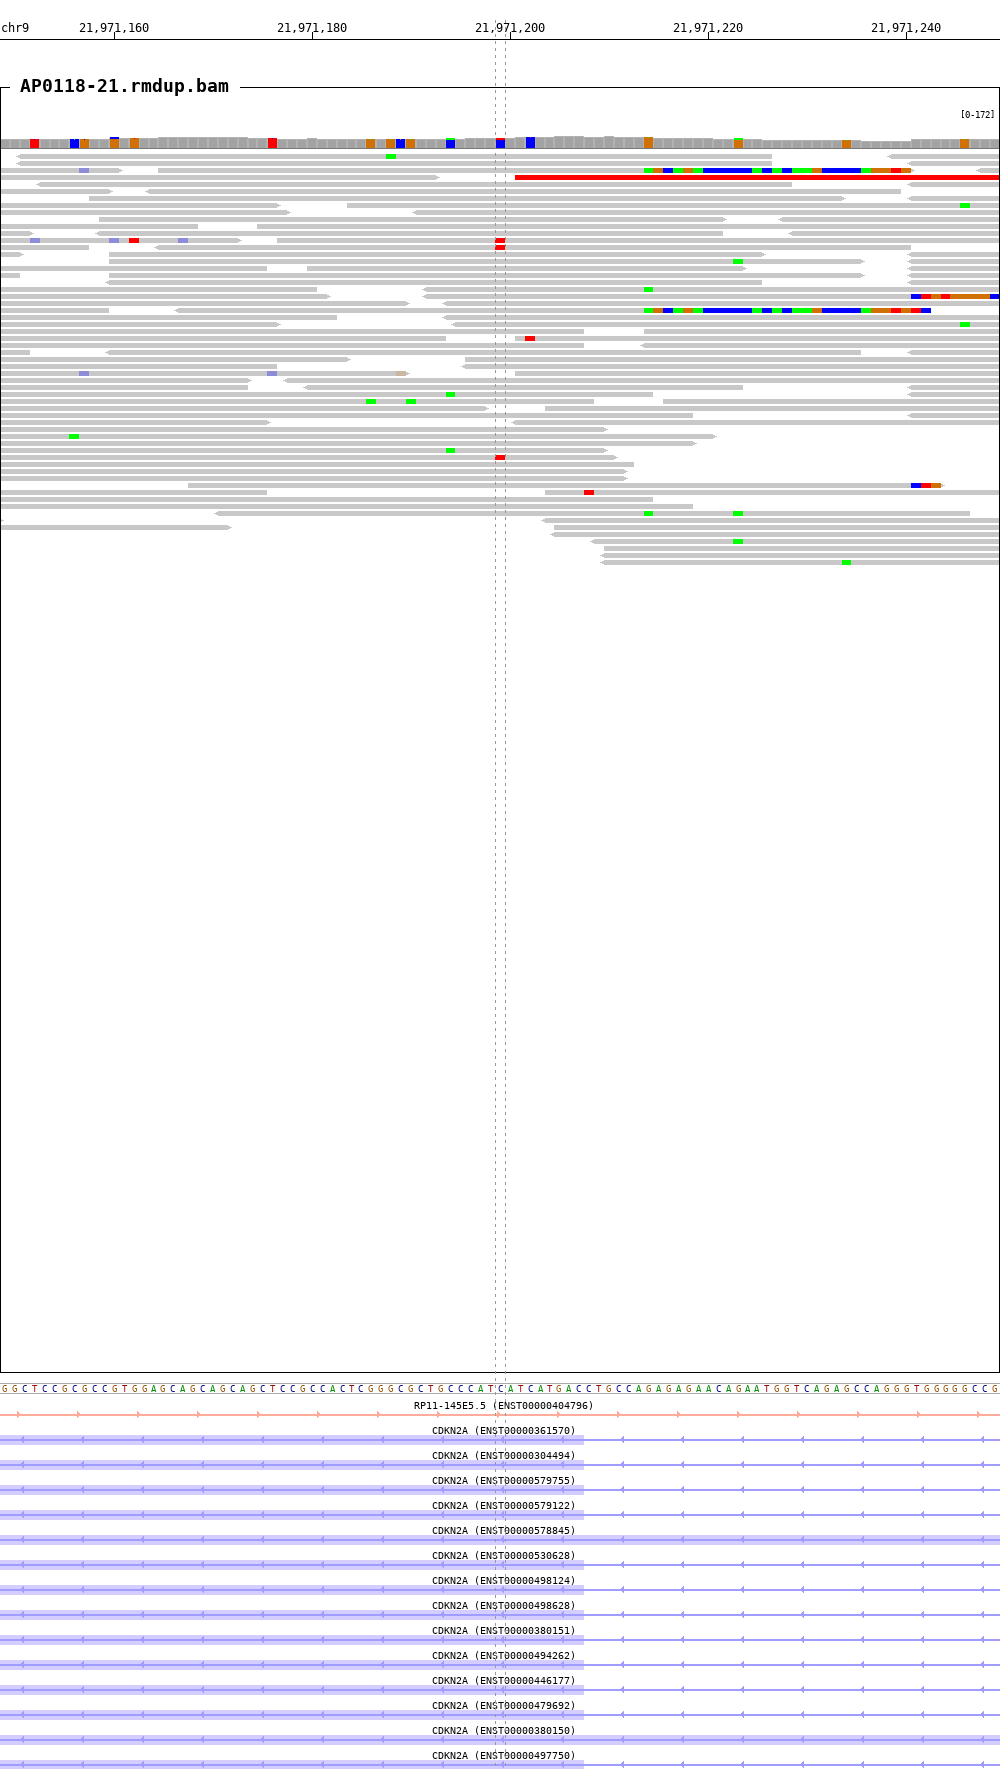 chr9 21,971,160 21,971,180 21,971,200 21,971,220 21,971,240
AP0118-21.rmdup.bam
[0-172]
GGCTCCGCGCCGTGGAGCAGCAGCAGCTCCGCCACTCGGGCGCTGCCCATCATCATGACCTGCCAGAGAGAACAGAATGGTCAGAGCCAGGGTGGGGGCCG
RP11-145E5.5 (ENST00000404796)
CDKN2A (ENST00000361570)
CDKN2A (ENST00000304494)
CDKN2A (ENST00000579755)
CDKN2A (ENST00000579122)
CDKN2A (ENST00000578845)
CDKN2A (ENST00000530628)
CDKN2A (ENST00000498124)
CDKN2A (ENST00000498628)
CDKN2A (ENST00000380151)
CDKN2A (ENST00000494262)
CDKN2A (ENST00000446177)
CDKN2A (ENST00000479692)
CDKN2A (ENST00000380150)
CDKN2A (ENST00000497750)